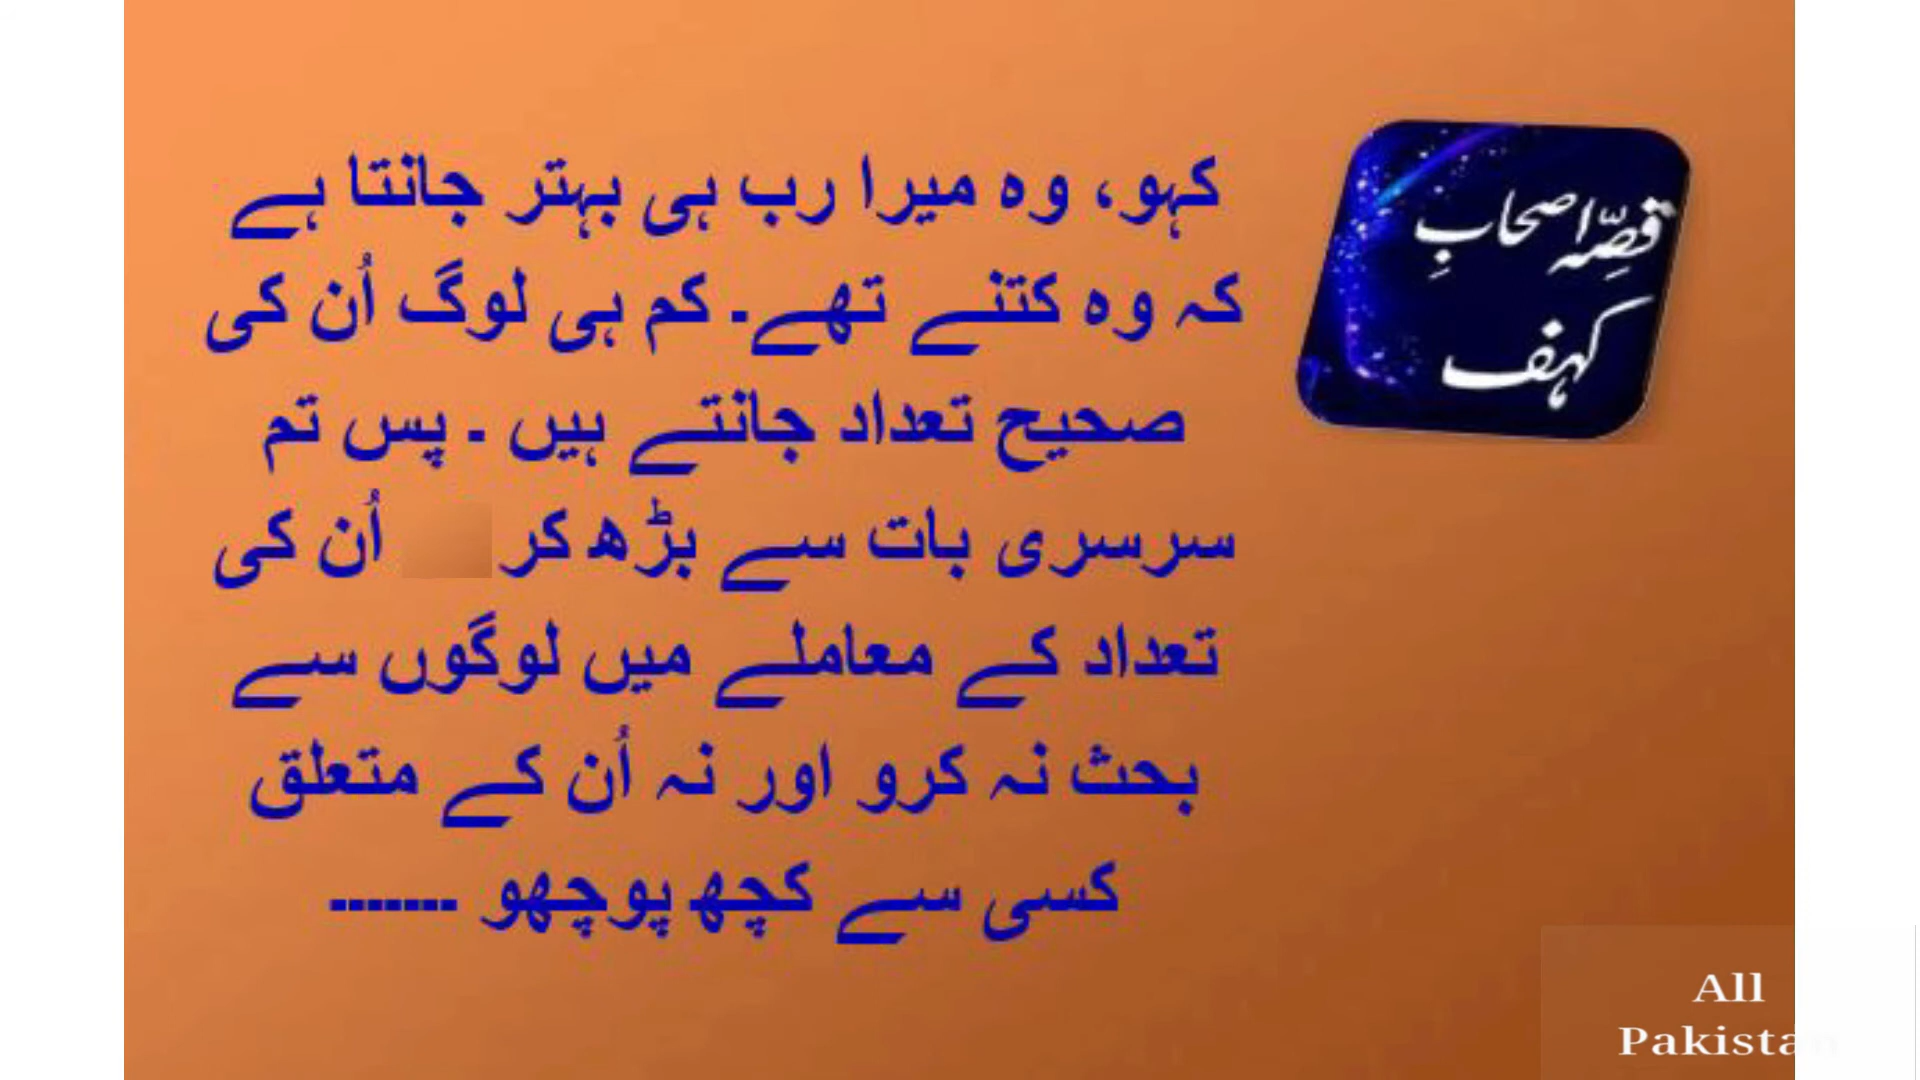 قصّہ اصحابِ
کہف
کہو، وہ میرا رب ہی بہتر جانتا ہے
کہ وہ کتنے تھے۔ کم ہی لوگ اُن کی
صحیح تعداد جانتے ہیں ۔ پس تم
سرسری بات سے بڑھ کر اُن کی
تعداد کے معاملے میں لوگوں سے
بحث نہ کرو اور نہ اُن کے متعلق
کسی سے کچھ پوچھو ۔۔۔۔۔۔۔
All
Pakistan